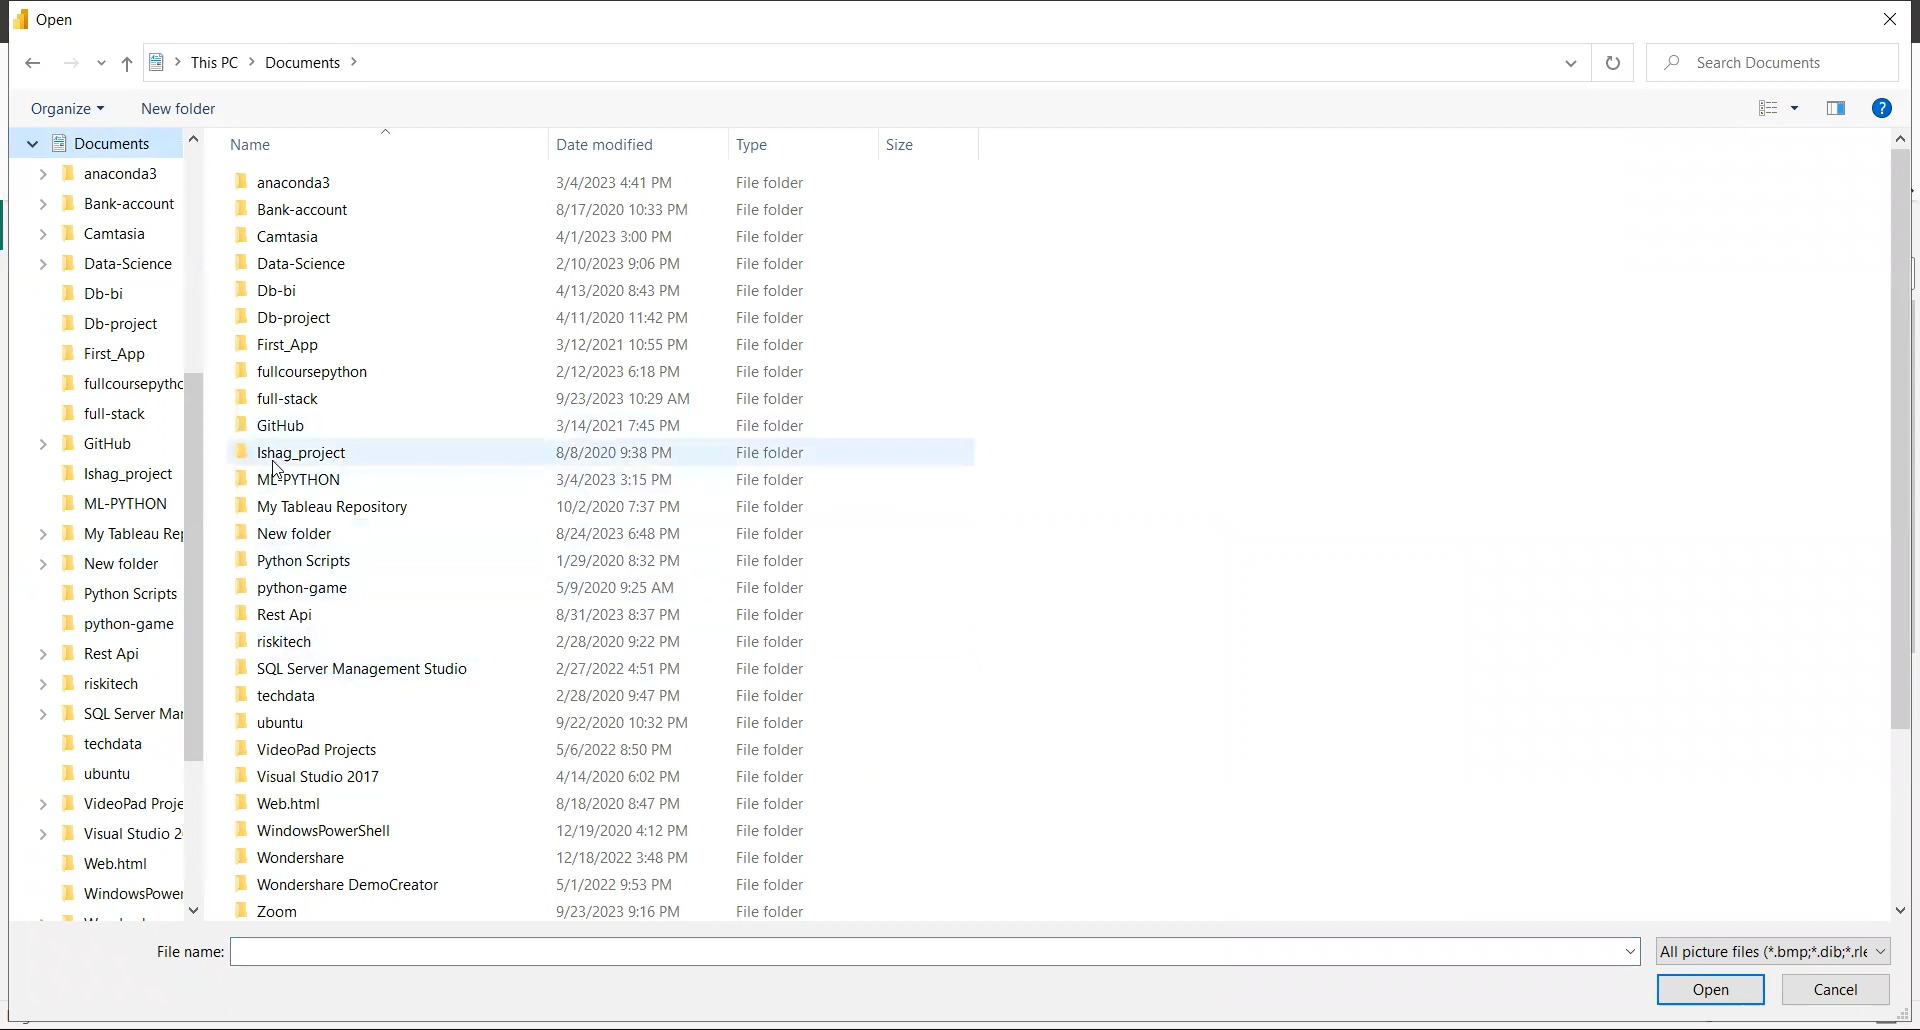 Open
This PC > Documents >
Search Documents
Organize New folder
Documents
anaconda3
Bank-account
Camtasia
Data-Science
Db-bi
Db-project
First_App
fullcoursepytho
full-stack
GitHub
Ishag_project
ML-PYTHON
My Tableau Rep
New folder
Python Scripts
python-game
Rest Api
riskitech
SQL Server Mar
techdata
ubuntu
VideoPad Proje
Visual Studio 2
Web.html
WindowsPower
Name Date modified Type Size
anaconda3 3/4/2023 4:41 PM File folder
Bank-account 8/17/2020 10:33 PM File folder
Camtasia 4/1/2023 3:00 PM File folder
Data-Science 2/10/2023 9:06 PM File folder
Db-bi 4/13/2020 8:43 PM File folder
Db-project 4/11/2020 11:42 PM File folder
First_App 3/12/2021 10:55 PM File folder
fullcoursepython 2/12/2023 6:18 PM File folder
full-stack 9/23/2023 10:29 AM File folder
GitHub 3/14/2021 7:45 PM File folder
Ishag_project 8/8/2020 9:38 PM File folder
ML-PYTHON 3/4/2023 3:15 PM File folder
My Tableau Repository 10/2/2020 7:37 PM File folder
New folder 8/24/2023 6:48 PM File folder
Python Scripts 1/29/2020 8:32 PM File folder
python-game 5/9/2020 9:25 AM File folder
Rest Api 8/31/2023 8:37 PM File folder
riskitech 2/28/2020 9:22 PM File folder
SQL Server Management Studio 2/27/2022 4:51 PM File folder
techdata 2/28/2020 9:47 PM File folder
ubuntu 9/22/2020 10:32 PM File folder
VideoPad Projects 5/6/2022 8:50 PM File folder
Visual Studio 2017 4/14/2020 6:02 PM File folder
Web.html 8/18/2020 8:47 PM File folder
WindowsPowerShell 12/19/2020 4:12 PM File folder
Wondershare 12/18/2022 3:48 PM File folder
Wondershare DemoCreator 5/1/2022 9:53 PM File folder
Zoom 9/23/2023 9:16 PM File folder
File name: All picture files (*.bmp;*.dib;*.rle
Open Cancel